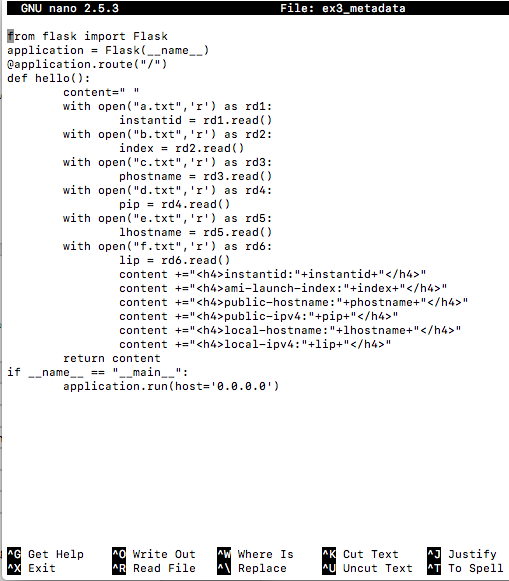 GNU nano 2.5.3 File: ex3_metadata
from flask import Flask
application = Flask(__name__)
@application.route("/")
def hello():
        content=" "
        with open("a.txt",'r') as rd1:
                instantid = rd1.read()
        with open("b.txt",'r') as rd2:
                index = rd2.read()
        with open("c.txt",'r') as rd3:
                phostname = rd3.read()
        with open("d.txt",'r') as rd4:
                pip = rd4.read()
        with open("e.txt",'r') as rd5:
                lhostname = rd5.read()
        with open("f.txt",'r') as rd6:
                lip = rd6.read()
                content +="<h4>instantid:"+instantid+"</h4>"
                content +="<h4>ami-launch-index:"+index+"</h4>"
                content +="<h4>public-hostname:"+phostname+"</h4>"
                content +="<h4>public-ipv4:"+pip+"</h4>"
                content +="<h4>local-hostname:"+lhostname+"</h4>"
                content +="<h4>local-ipv4:"+lip+"</h4>"
        return content
if __name__ == "__main__":
        application.run(host='0.0.0.0')
^G Get Help ^O Write Out ^W Where Is ^K Cut Text ^J Justify
^X Exit ^R Read File ^\ Replace ^U Uncut Text ^T To Spell